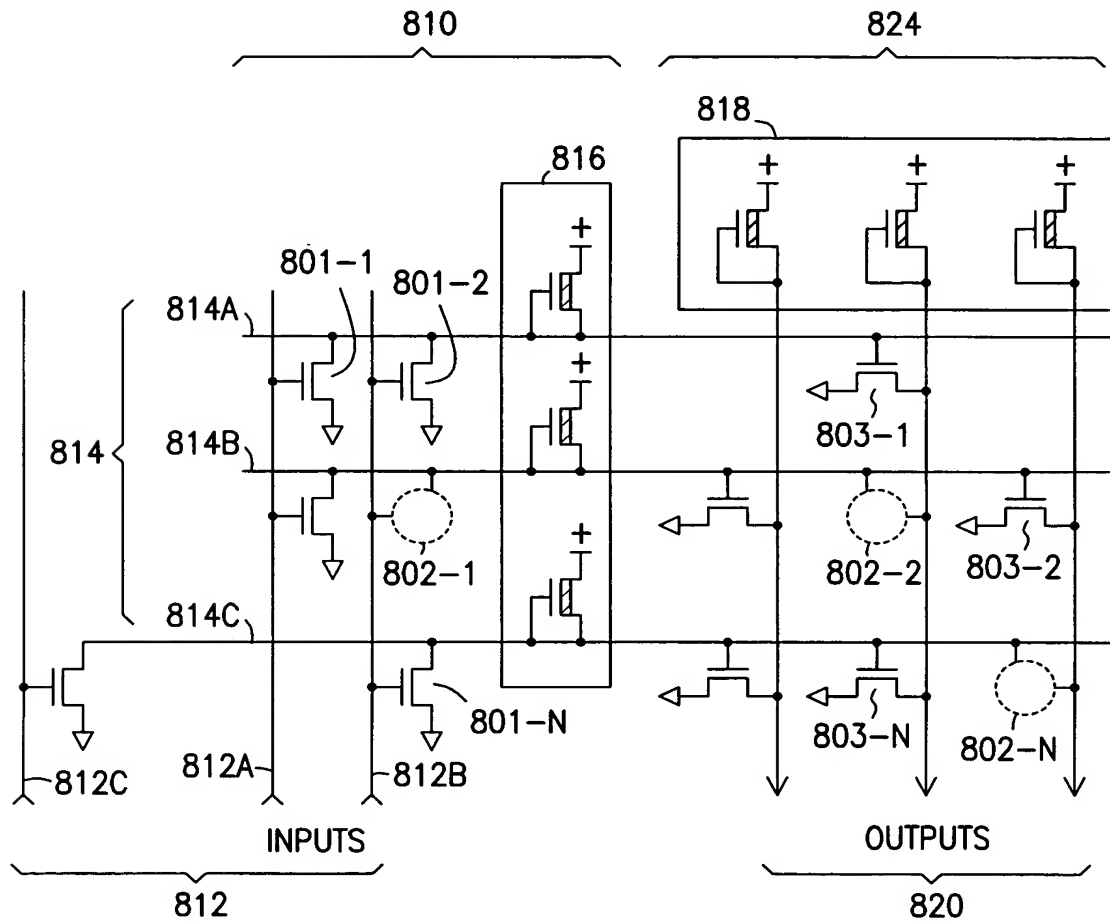 810
824
818
816
+ + +
+
801-1
801-2
814A
803-1
+
814
814B
802-1
802-2
803-2
+
814C
801-N
803-N
802-N
812C
812A
812B
INPUTS
OUTPUTS
812
820